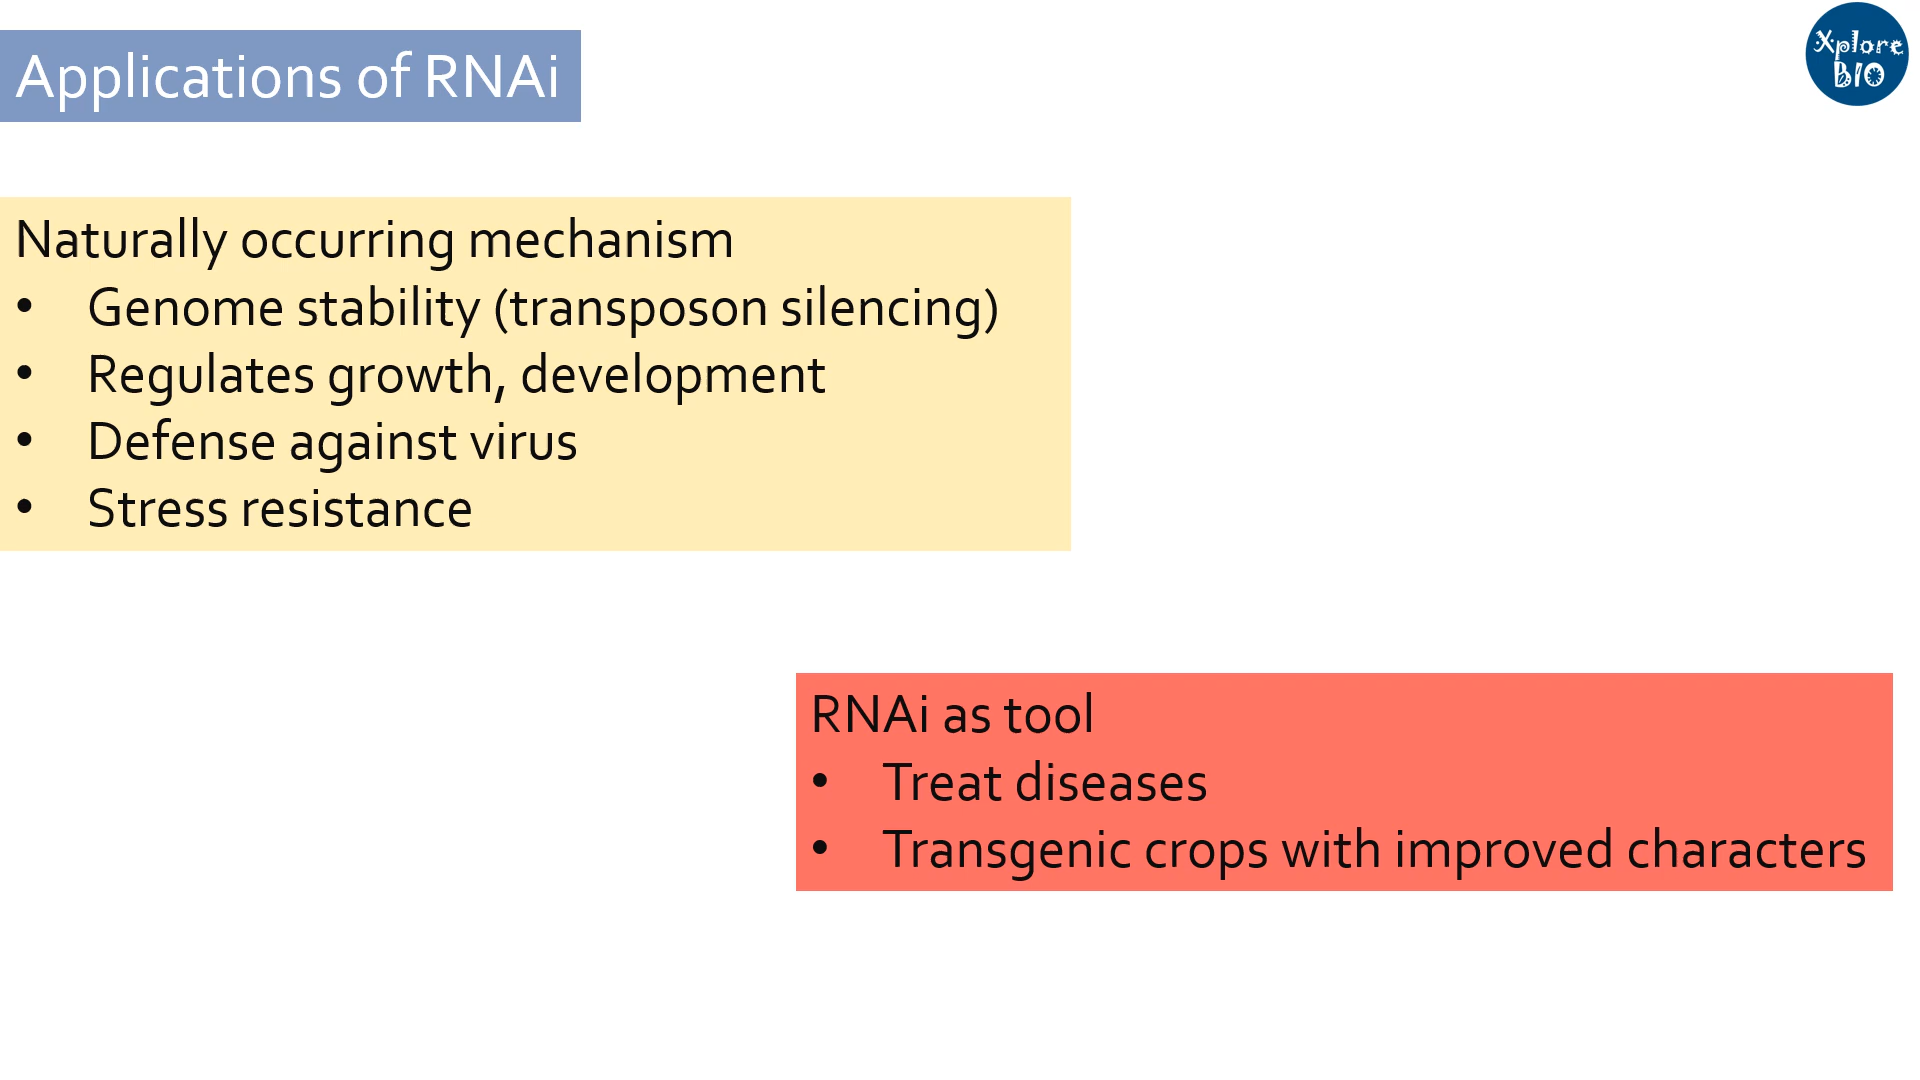 Applications of RNAi
Xplore
BIO
Naturally occurring mechanism
• Genome stability (transposon silencing)
• Regulates growth, development
• Defense against virus
• Stress resistance
RNAi as tool
• Treat diseases
• Transgenic crops with improved characters